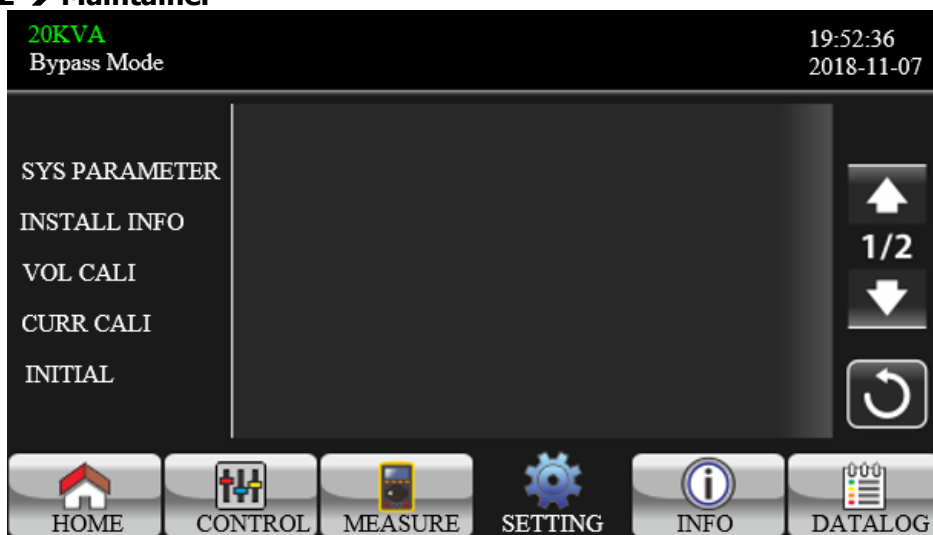 ➔ Maintainer
20KVA
Bypass Mode
19:52:36
2018-11-07
SYS PARAMETER
INSTALL INFO
VOL CALI
CURR CALI
INITIAL
1/2
HOME
CONTROL
MEASURE
SETTING
INFO
DATALOG